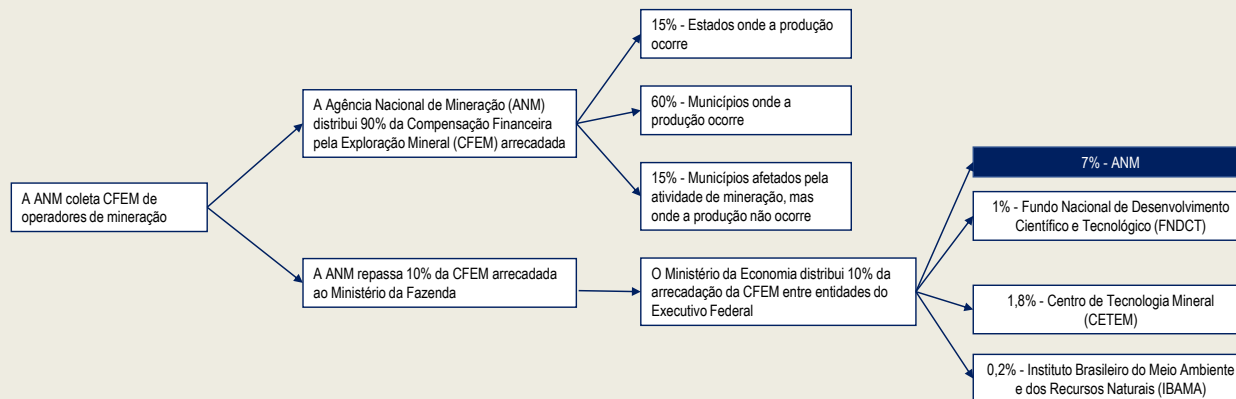 15% - Estados onde a produção
ocorre
A Agência Nacional de Mineração (ANM)
distribui 90% da Compensação Financeira
pela Exploração Mineral (CFEM) arrecadada
60% - Municípios onde a
produção ocorre
7% - ANM
A ANM coleta CFEM de
operadores de mineração
15% - Municípios afetados pela
atividade de mineração, mas
onde a produção não ocorre
1% - Fundo Nacional de Desenvolvimento
Científico e Tecnológico (FNDCT)
A ANM repassa 10% da CFEM arrecadada
ao Ministério da Fazenda
O Ministério da Economia distribui 10% da
arrecadação da CFEM entre entidades do
Executivo Federal
1,8% - Centro de Tecnologia Mineral
(CETEM)
0,2% - Instituto Brasileiro do Meio Ambiente
e dos Recursos Naturais (IBAMA)